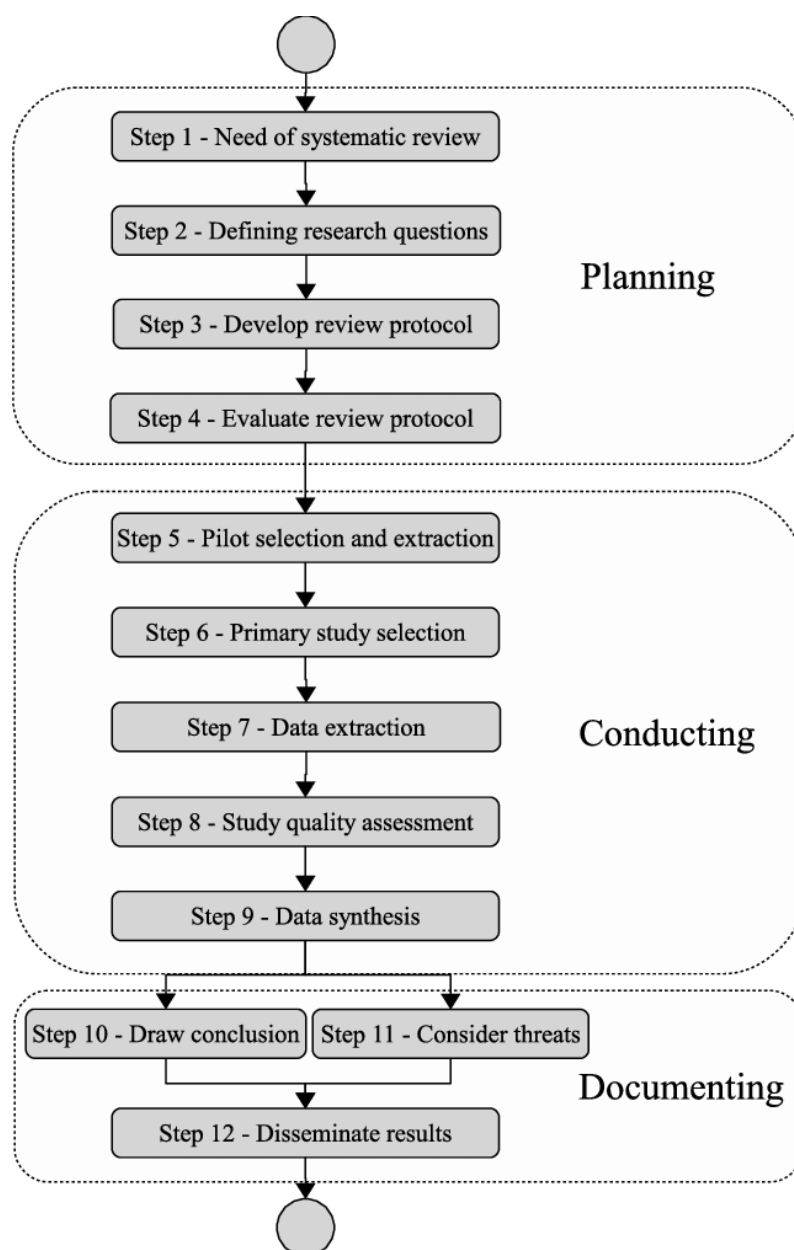 Step 1 - Need of systematic review
Step 2 - Defining research questions
Planning
Step 3 - Develop review protocol
Step 4 - Evaluate review protocol
Step 5 - Pilot selection and extraction
Step 6 - Primary study selection
Step 7 - Data extraction
Conducting
Step 8 - Study quality assessment
Step 9 - Data synthesis
Step 10 - Draw conclusion
Step 11 - Consider threats
Documenting
Step 12 - Disseminate results